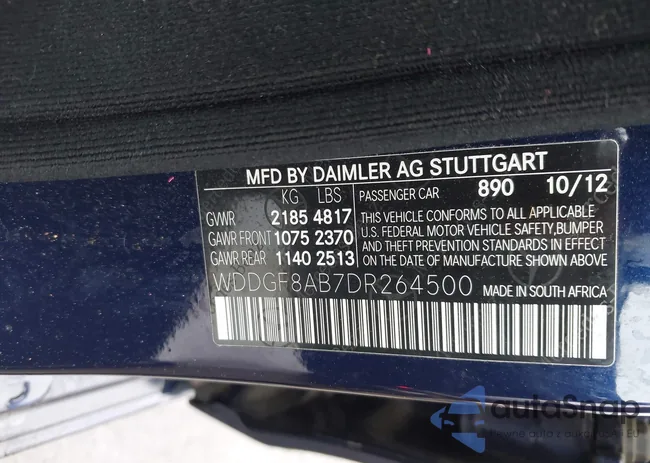 MFD BY DAIMLER AG STUTTGART
KG LBS PASSENGER CAR 890 10/12
GVWR 2185 4817 THIS VEHICLE CONFORMS TO ALL APPLICABLE
GAWR FRONT 1075 2370 U.S. FEDERAL MOTOR VEHICLE SAFETY,BUMPER
AND THEFT PREVENTION STANDARDS IN EFFECT
GAWR REAR 1140 2513 ON THE DATE OF MANUFACTURE SHOWN ABOVE
WDDGF8AB7DR264500 MADE IN SOUTH AFRICA
autoSnap